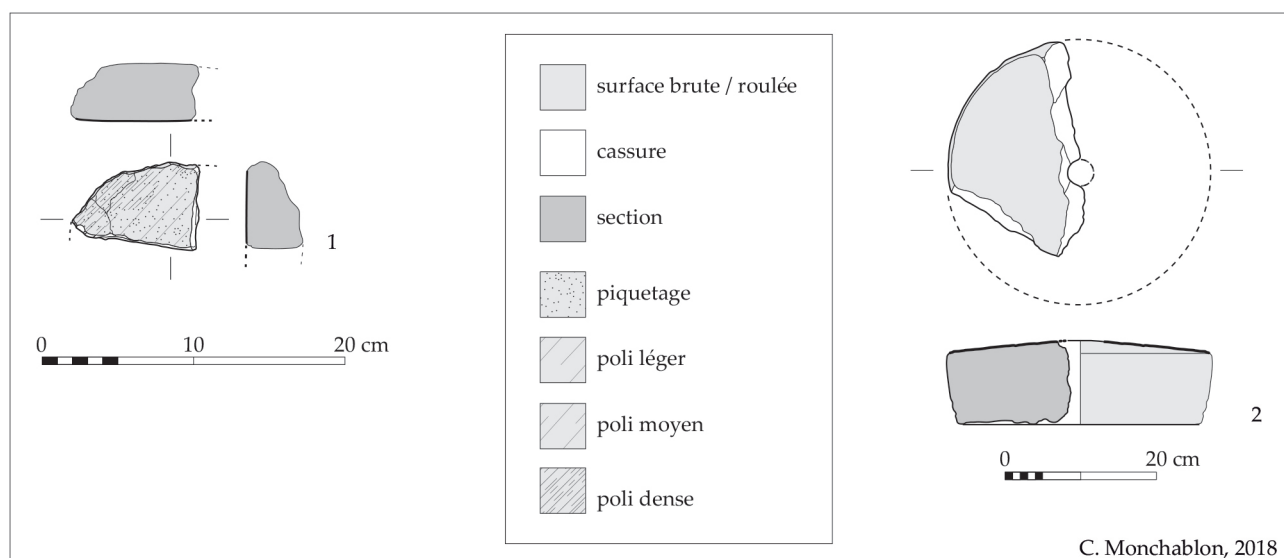 1
0 10 20 cm
surface brute / roulée
cassure
section
piquetage
poli léger
poli moyen
poli dense
2
0 20 cm
C. Monchablon, 2018